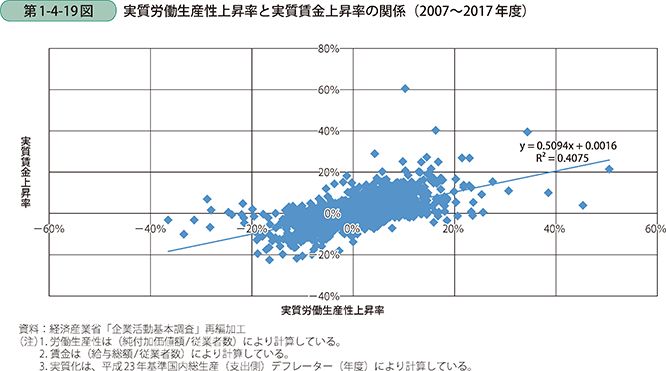 第1-4-19図　実質労働生産性上昇率と実質賃金上昇率の関係（2007～2017年度）
80%
60%
40%
y = 0.5094x + 0.0016
R² = 0.4075
20%
0%
−60%
−40%
−20%
0%
20%
40%
60%
−20%
−40%
実質賃金上昇率
実質労働生産性上昇率
資料：経済産業省「企業活動基本調査」再編加工
（注）1. 労働生産性は（純付加価値額/従業者数）により計算している。
2. 賃金は（給与総額/従業者数）により計算している。
3. 実質化は、平成23年基準国内総生産（支出側）デフレーター（年度）により計算している。